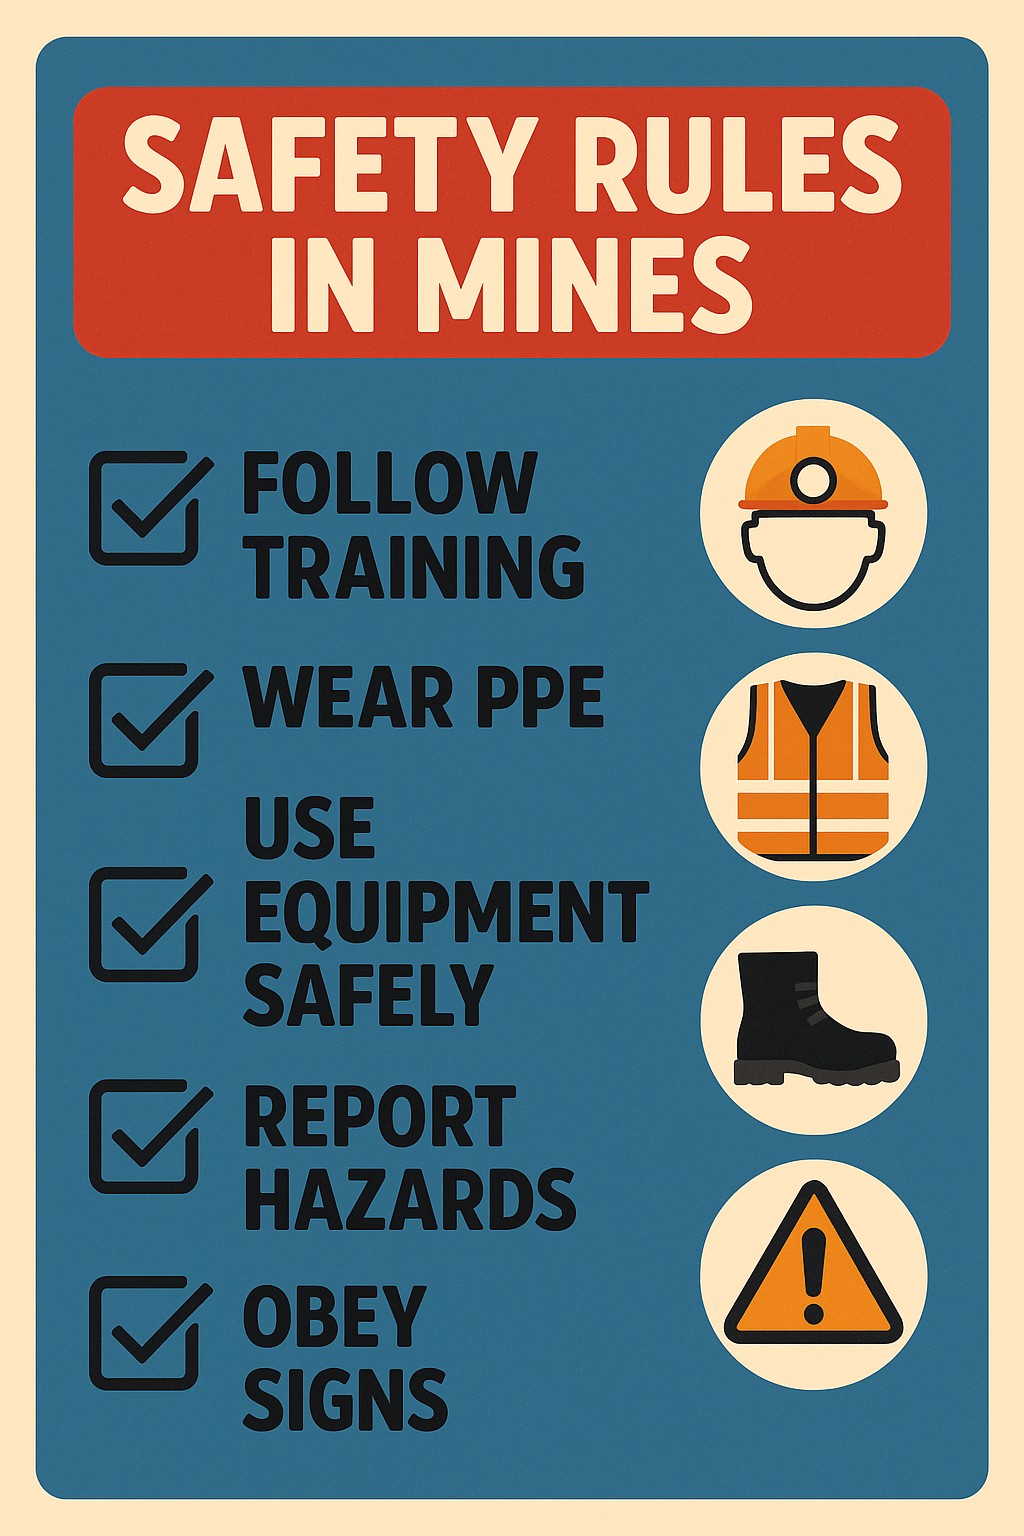 SAFETY RULES
IN MINES
FOLLOW
TRAINING
WEAR PPE
USE
EQUIPMENT
SAFELY
REPORT
HAZARDS
OBEY
SIGNS